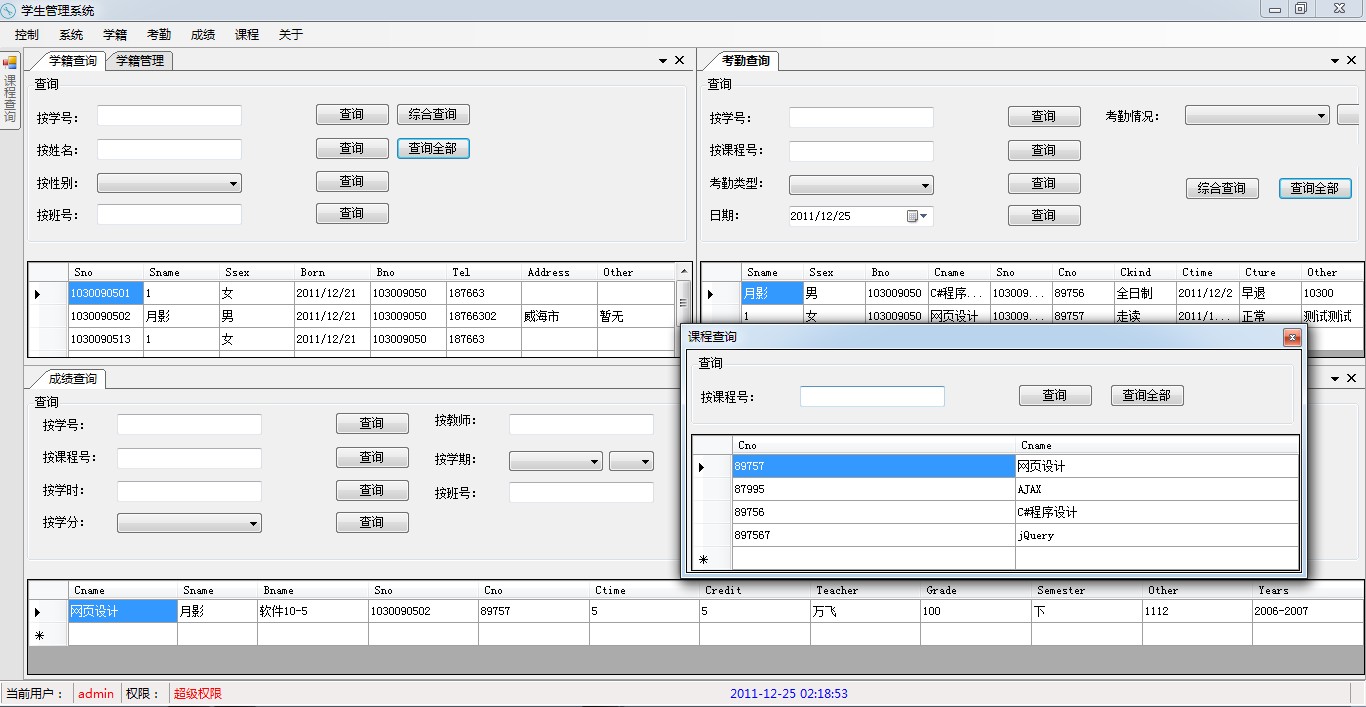 学生管理系统
控制 系统 学籍 考勤 成绩 课程 关于
课程查询
学籍查询 学籍管理
查询
按学号: 查询 综合查询
按姓名: 查询 查询全部
按性别: 查询
按班号: 查询
Sno Sname Ssex Born Bno Tel Address Other
1030090501 1 女 2011/12/21 103009050 187663
1030090502 月影 男 2011/12/21 103009050 18766302 威海市 暂无
1030090513 1 女 2011/12/21 103009050 187663
考勤查询
查询
按学号: 查询 考勤情况:
按课程号: 查询
考勤类型: 查询 综合查询 查询全部
日期: 2011/12/25 查询
Sname Ssex Bno Cname Sno Cno Ckind Ctime Cture Other
月影 男 103009050 C#程序... 103009... 89756 全日制 2011/12/2 早退 10300
1 女 103009050 网页设计 103009... 89757 走读 2011/1... 正常 测试测试
课程查询
查询
按课程号: 查询 查询全部
Cno Cname
89757 网页设计
87995 AJAX
89756 C#程序设计
897567 jQuery
成绩查询
查询
按学号: 查询 按教师:
按课程号: 查询 按学期:
按学时: 查询 按班号:
按学分: 查询
Cname Sname Bname Sno Cno Ctime Credit Teacher Grade Semester Other Years
网页设计 月影 软件10-5 1030090502 89757 5 5 万飞 100 下 1112 2006-2007
当前用户: admin 权限: 超级权限 2011-12-25 02:18:53